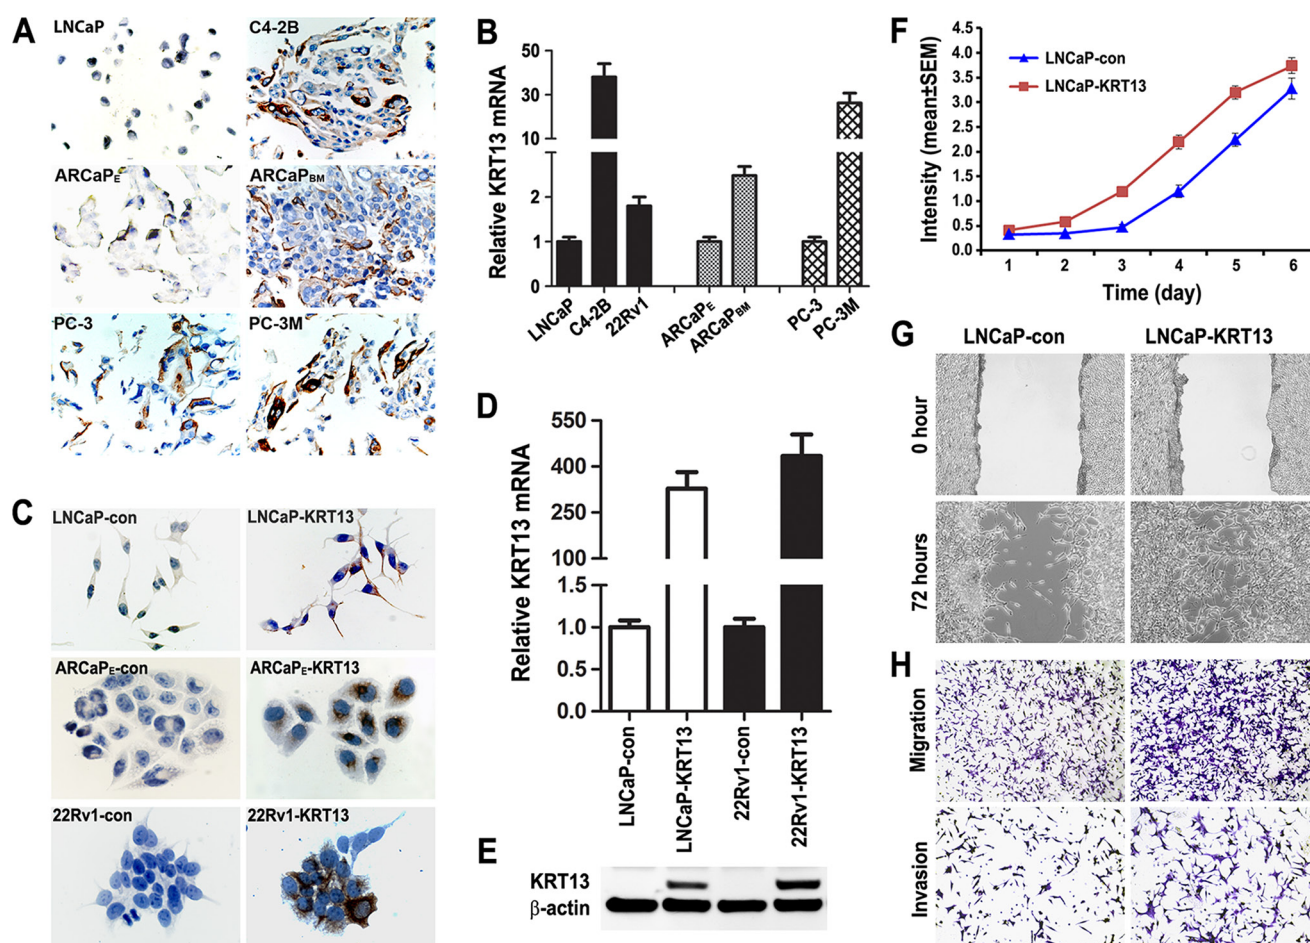 A
LNCaP
C4-2B
ARCaPE
ARCaPBM
PC-3
PC-3M
B
Relative KRT13 mRNA
50
30
10
2
1
0
LNCaP
C4-2B
22Rv1
ARCaPE
ARCaPBM
PC-3
PC-3M
C
LNCaP-con
LNCaP-KRT13
ARCaPE-con
ARCaPE-KRT13
22Rv1-con
22Rv1-KRT13
D
Relative KRT13 mRNA
550
400
250
100
1.5
1.0
0.5
0.0
LNCaP-con
LNCaP-KRT13
22Rv1-con
22Rv1-KRT13
E
KRT13
β-actin
F
Intensity (mean±SEM)
4.5
4.0
3.5
3.0
2.5
2.0
1.5
1.0
0.5
0.0
LNCaP-con
LNCaP-KRT13
1 2 3 4 5 6
Time (day)
G
LNCaP-con LNCaP-KRT13
0 hour
72 hours
H
Migration
Invasion